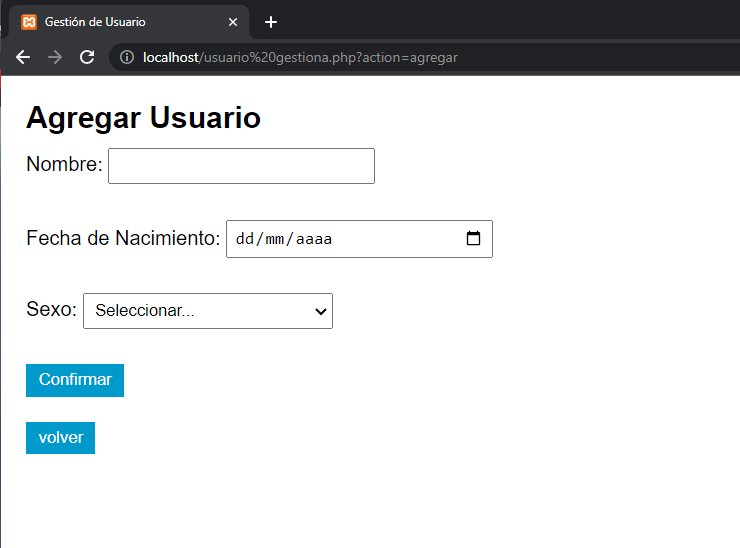 Gestión de Usuario
localhost/usuario%20gestiona.php?action=agregar
Agregar Usuario
Nombre:
Fecha de Nacimiento: dd/mm/aaaa
Sexo: Seleccionar...
Confirmar
volver